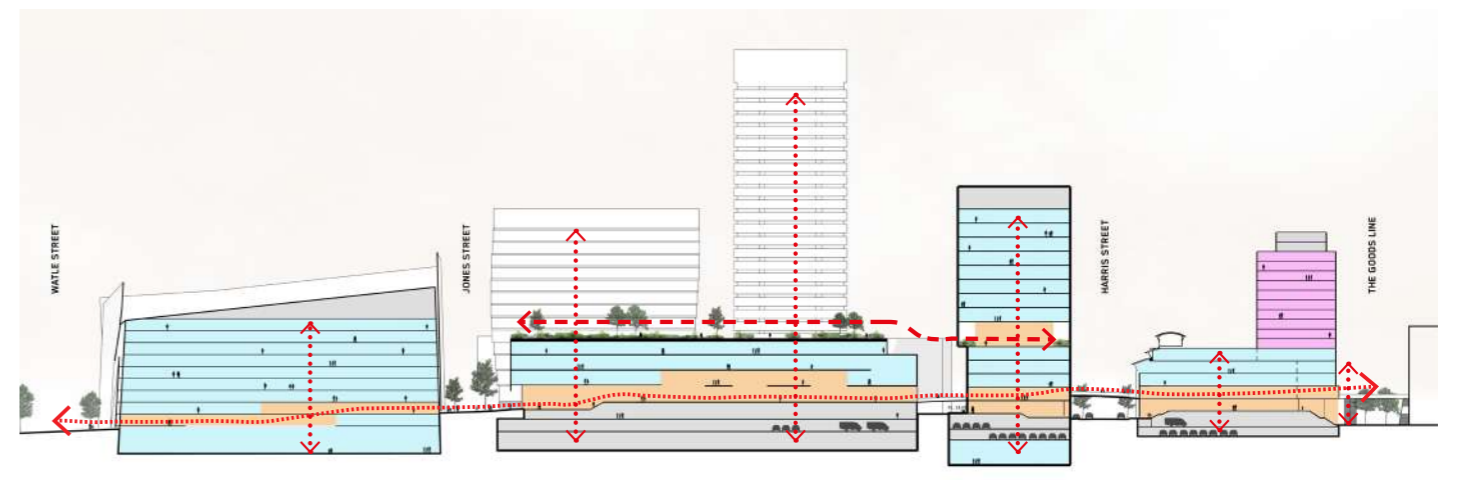 WATLE STREET
JONES STREET
HARRIS STREET
THE GOODS LINE